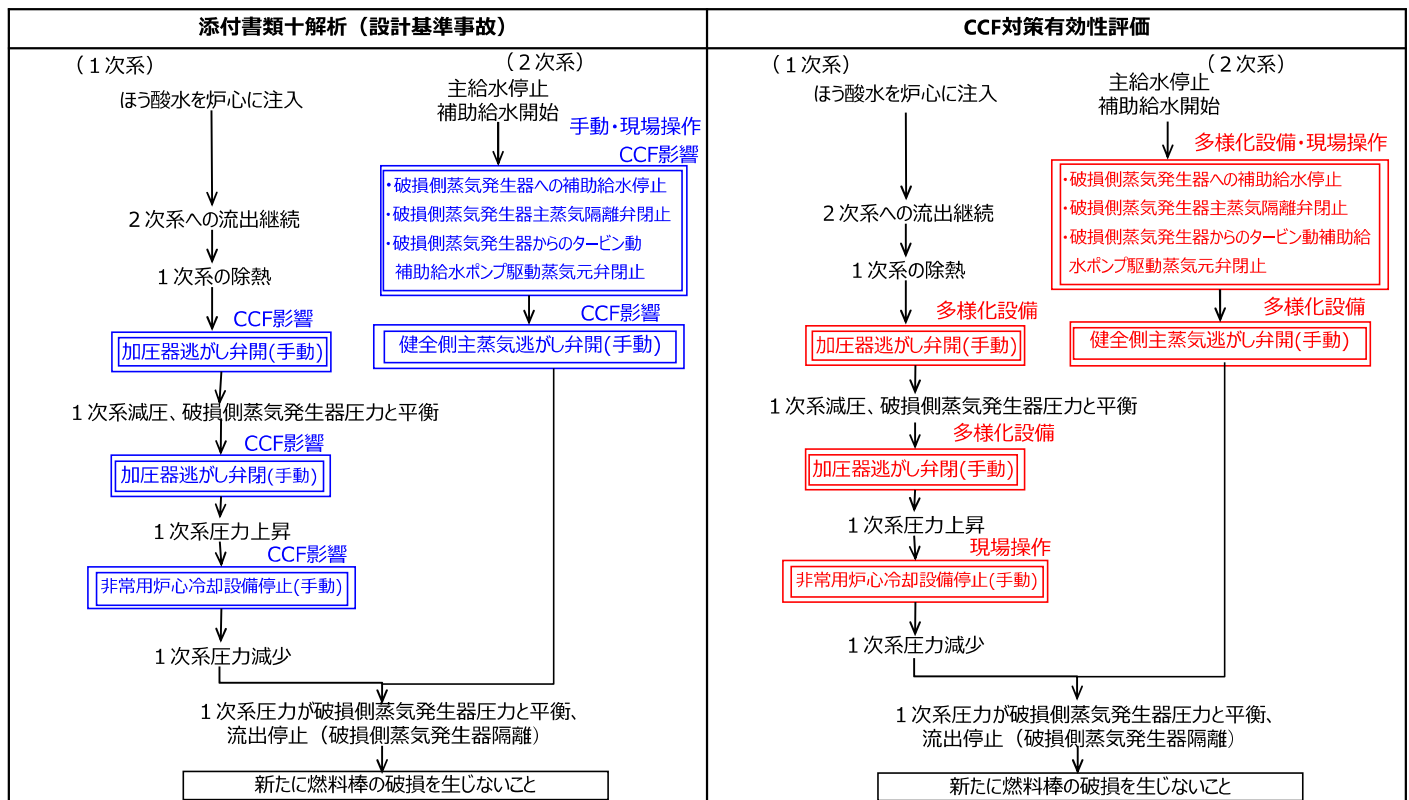 添付書類十解析（設計基準事故）
（１次系）
（２次系）
ほう酸水を炉心に注入
主給水停止
補助給水開始
手動・現場操作
CCF影響
・破損側蒸気発生器への補助給水停止
・破損側蒸気発生器主蒸気隔離弁閉止
・破損側蒸気発生器からのタービン動
補助給水ポンプ駆動蒸気元弁閉止
２次系への流出継続
１次系の除熱
CCF影響
加圧器逃がし弁開(手動)
CCF影響
健全側主蒸気逃がし弁開(手動)
１次系減圧、破損側蒸気発生器圧力と平衡
CCF影響
加圧器逃がし弁閉(手動)
１次系圧力上昇
CCF影響
非常用炉心冷却設備停止(手動)
１次系圧力減少
１次系圧力が破損側蒸気発生器圧力と平衡、
流出停止（破損側蒸気発生器隔離）
新たに燃料棒の破損を生じないこと
CCF対策有効性評価
（１次系）
（２次系）
ほう酸水を炉心に注入
主給水停止
補助給水開始
多様化設備・現場操作
・破損側蒸気発生器への補助給水停止
・破損側蒸気発生器主蒸気隔離弁閉止
・破損側蒸気発生器からのタービン動補助給
水ポンプ駆動蒸気元弁閉止
２次系への流出継続
１次系の除熱
多様化設備
加圧器逃がし弁開(手動)
多様化設備
健全側主蒸気逃がし弁開(手動)
１次系減圧、破損側蒸気発生器圧力と平衡
多様化設備
加圧器逃がし弁閉(手動)
１次系圧力上昇
現場操作
非常用炉心冷却設備停止(手動)
１次系圧力減少
１次系圧力が破損側蒸気発生器圧力と平衡、
流出停止（破損側蒸気発生器隔離）
新たに燃料棒の破損を生じないこと